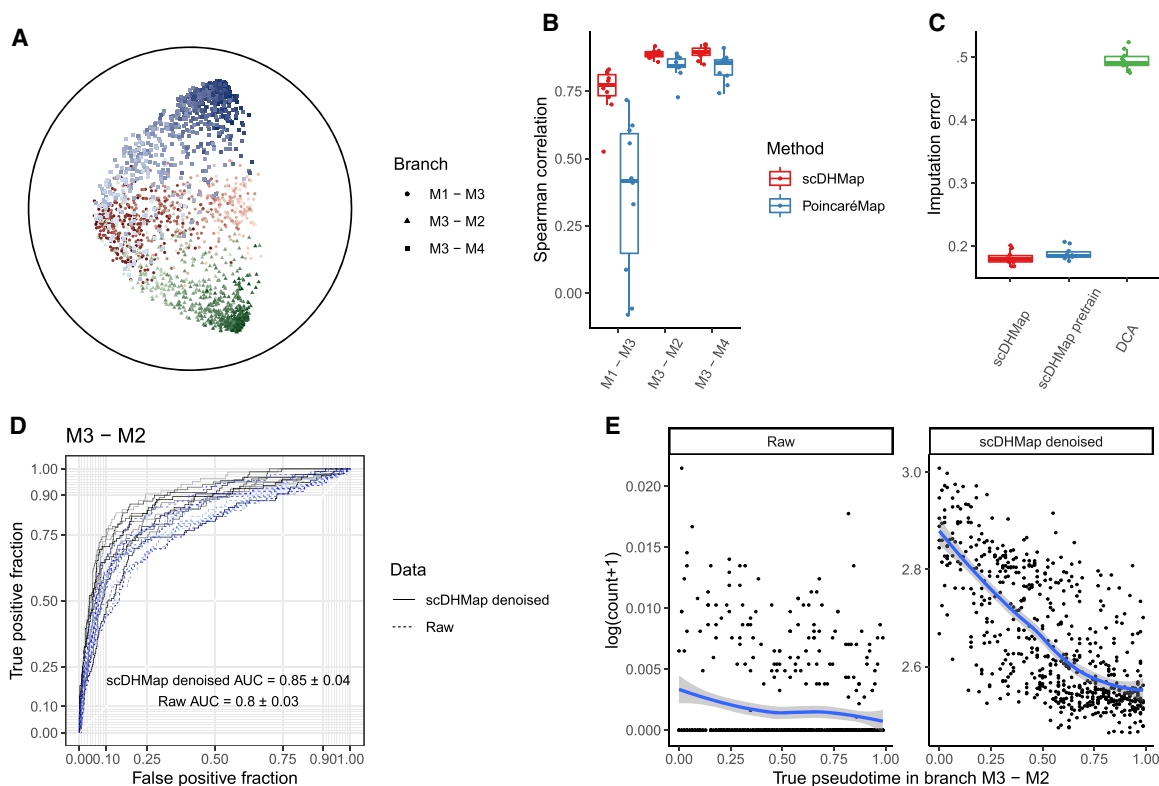 A
Branch
M1 − M3
M3 − M2
M3 − M4
B
Spearman correlation
0.75
0.50
0.25
0.00
M1 − M3
M3 − M2
M3 − M4
Method
scDHMap
PoincaréMap
C
Imputation error
.5
0.4
0.3
0.2
scDHMap
scDHMap pretrain
DCA
D
M3 − M2
True positive fraction
1.00
0.90
0.75
0.50
0.25
0.10
0.00
scDHMap denoised AUC = 0.85 ± 0.04
Raw AUC = 0.8 ± 0.03
0.00 0.10 0.25 0.50 0.75 0.90 1.00
False positive fraction
Data
scDHMap denoised
Raw
E
Raw
scDHMap denoised
log(count+1)
0.020
0.015
0.010
0.005
0.000
3.0
2.8
2.6
0.00 0.25 0.50 0.75 1.00
0.00 0.25 0.50 0.75 1.00
True pseudotime in branch M3 − M2